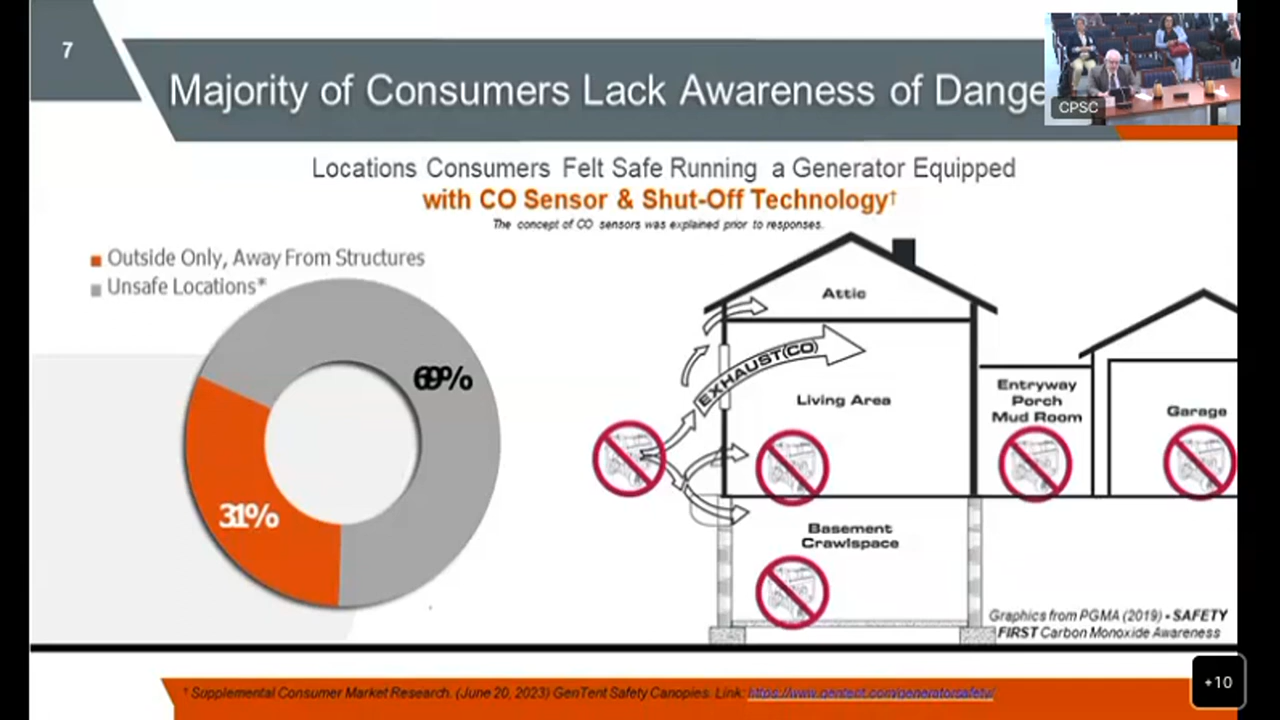 7
Majority of Consumers Lack Awareness of Dange
CPSC
Locations Consumers Felt Safe Running a Generator Equipped
with CO Sensor & Shut-Off Technology†
The concept of CO sensors was explained prior to responses.
Outside Only, Away From Structures
Unsafe Locations*
69%
31%
Attic
EXHAUST(CO)
Living Area
Entryway
Porch
Mud Room
Garage
Basement
Crawlspace
Graphics from PGMA (2019) - SAFETY
FIRST Carbon Monoxide Awareness
† Supplemental Consumer Market Research. (June 20, 2023) GenTent Safety Canopies. Link: https://www.gentent.com/generatorsafety/
+10